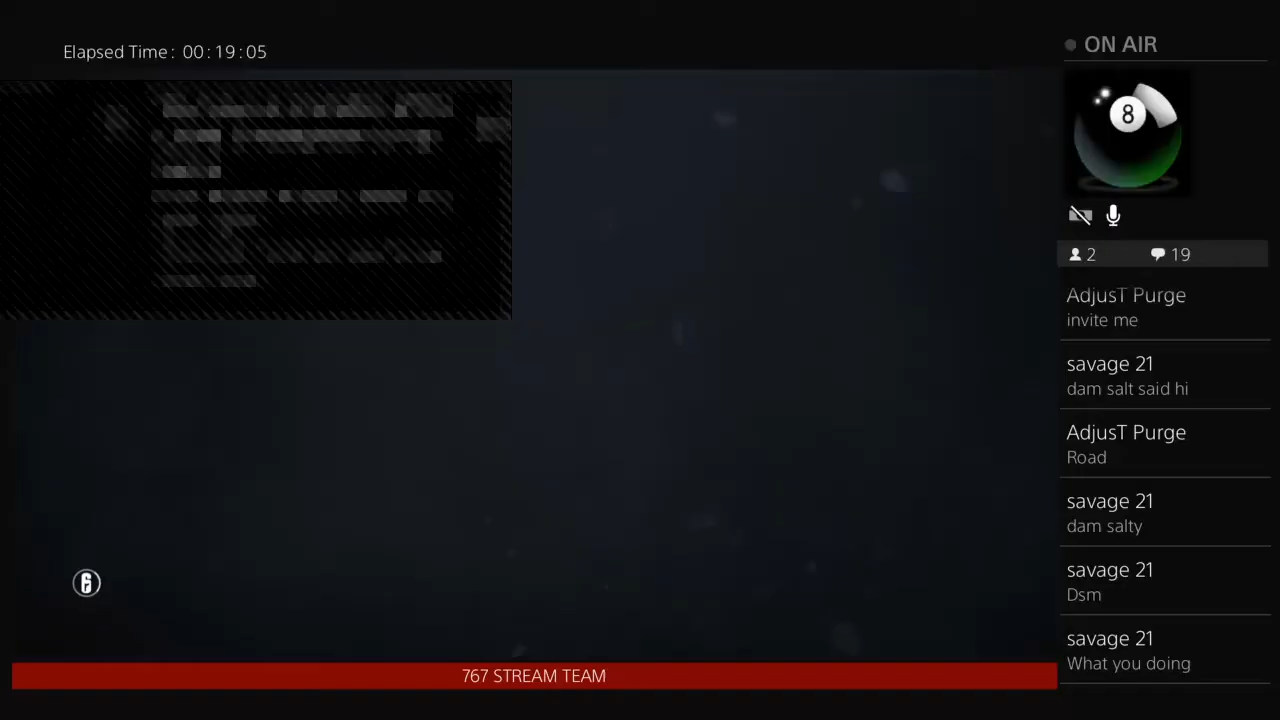 Elapsed Time: 00:19:05
ON AIR
8
2
19
AdjusT Purge
invite me
savage 21
dam salt said hi
AdjusT Purge
Road
savage 21
dam salty
savage 21
Dsm
savage 21
What you doing
6
767 STREAM TEAM